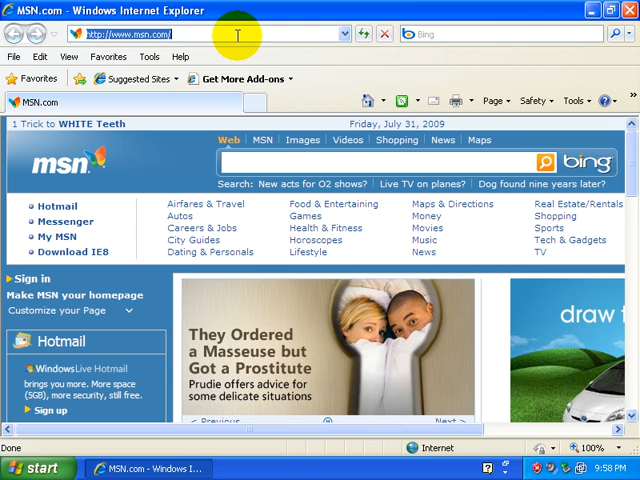 MSN.com - Windows Internet Explorer
http://www.msn.com/
Bing
File Edit View Favorites Tools Help
Favorites Suggested Sites Get More Add-ons
MSN.com
Page Safety Tools
1 Trick to WHITE Teeth
Friday, July 31, 2009
Web MSN Images Videos Shopping News Maps
msn
bing
Search: New acts for O2 shows? Live TV on planes? Dog found nine years later?
Hotmail
Messenger
My MSN
Download IE8
Airfares & Travel
Autos
Careers & Jobs
City Guides
Dating & Personals
Food & Entertaining
Games
Health & Fitness
Horoscopes
Lifestyle
Maps & Directions
Money
Movies
Music
News
Real Estate/Rentals
Shopping
Sports
Tech & Gadgets
TV
Sign in
Make MSN your homepage
Customize your Page
Hotmail
Windows Live Hotmail
brings you more. More space
(5GB), more security, still free.
Sign up
They Ordered
a Masseuse but
Got a Prostitute
Prudie offers advice for
some delicate situations
< Previous
Next >
draw
Done
Internet
100%
start
MSN.com - Windows I...
9:58 PM